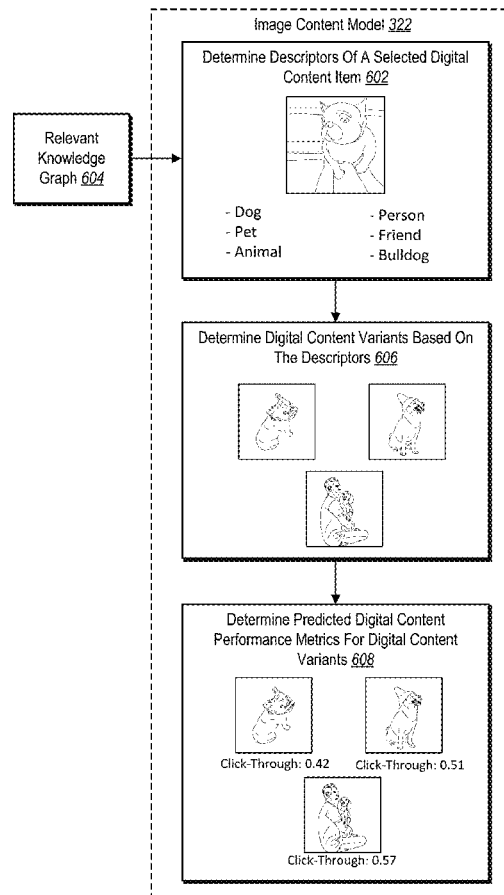 Image Content Model 322
Determine Descriptors Of A Selected Digital
Content Item 602
Relevant
Knowledge
Graph 604
- Dog
- Pet
- Animal
- Person
- Friend
- Bulldog
Determine Digital Content Variants Based On
The Descriptors 606
Determine Predicted Digital Content
Performance Metrics For Digital Content
Variants 608
Click-Through: 0.42
Click-Through: 0.51
Click-Through: 0.57